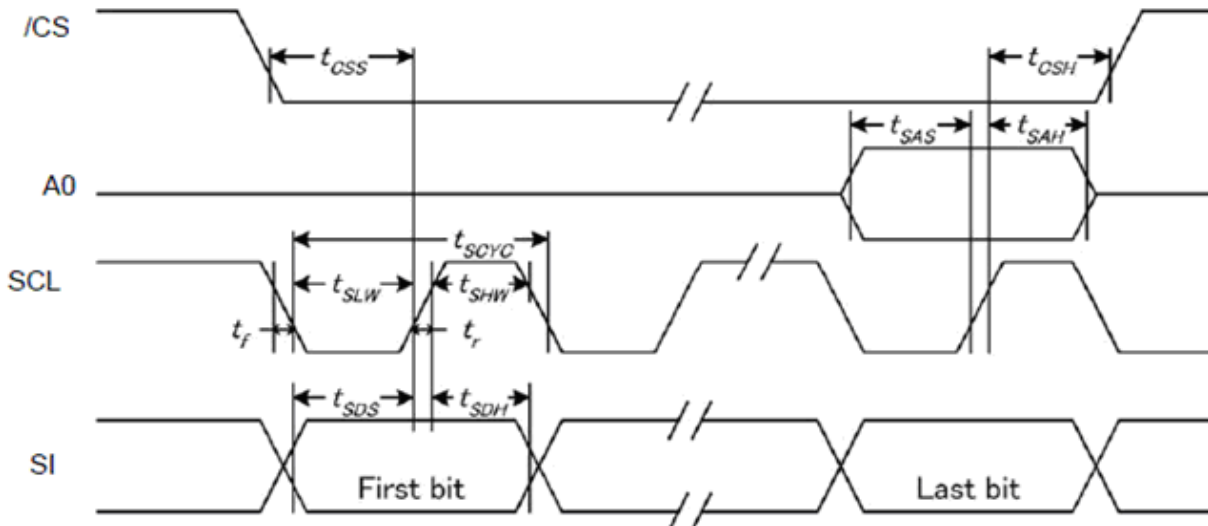 /CS
tCSS
tCSH
tSAS
tSAH
A0
tSCYC
SCL
tSLW
tSHW
tf
tr
tSDS
tSDH
SI
First bit
Last bit